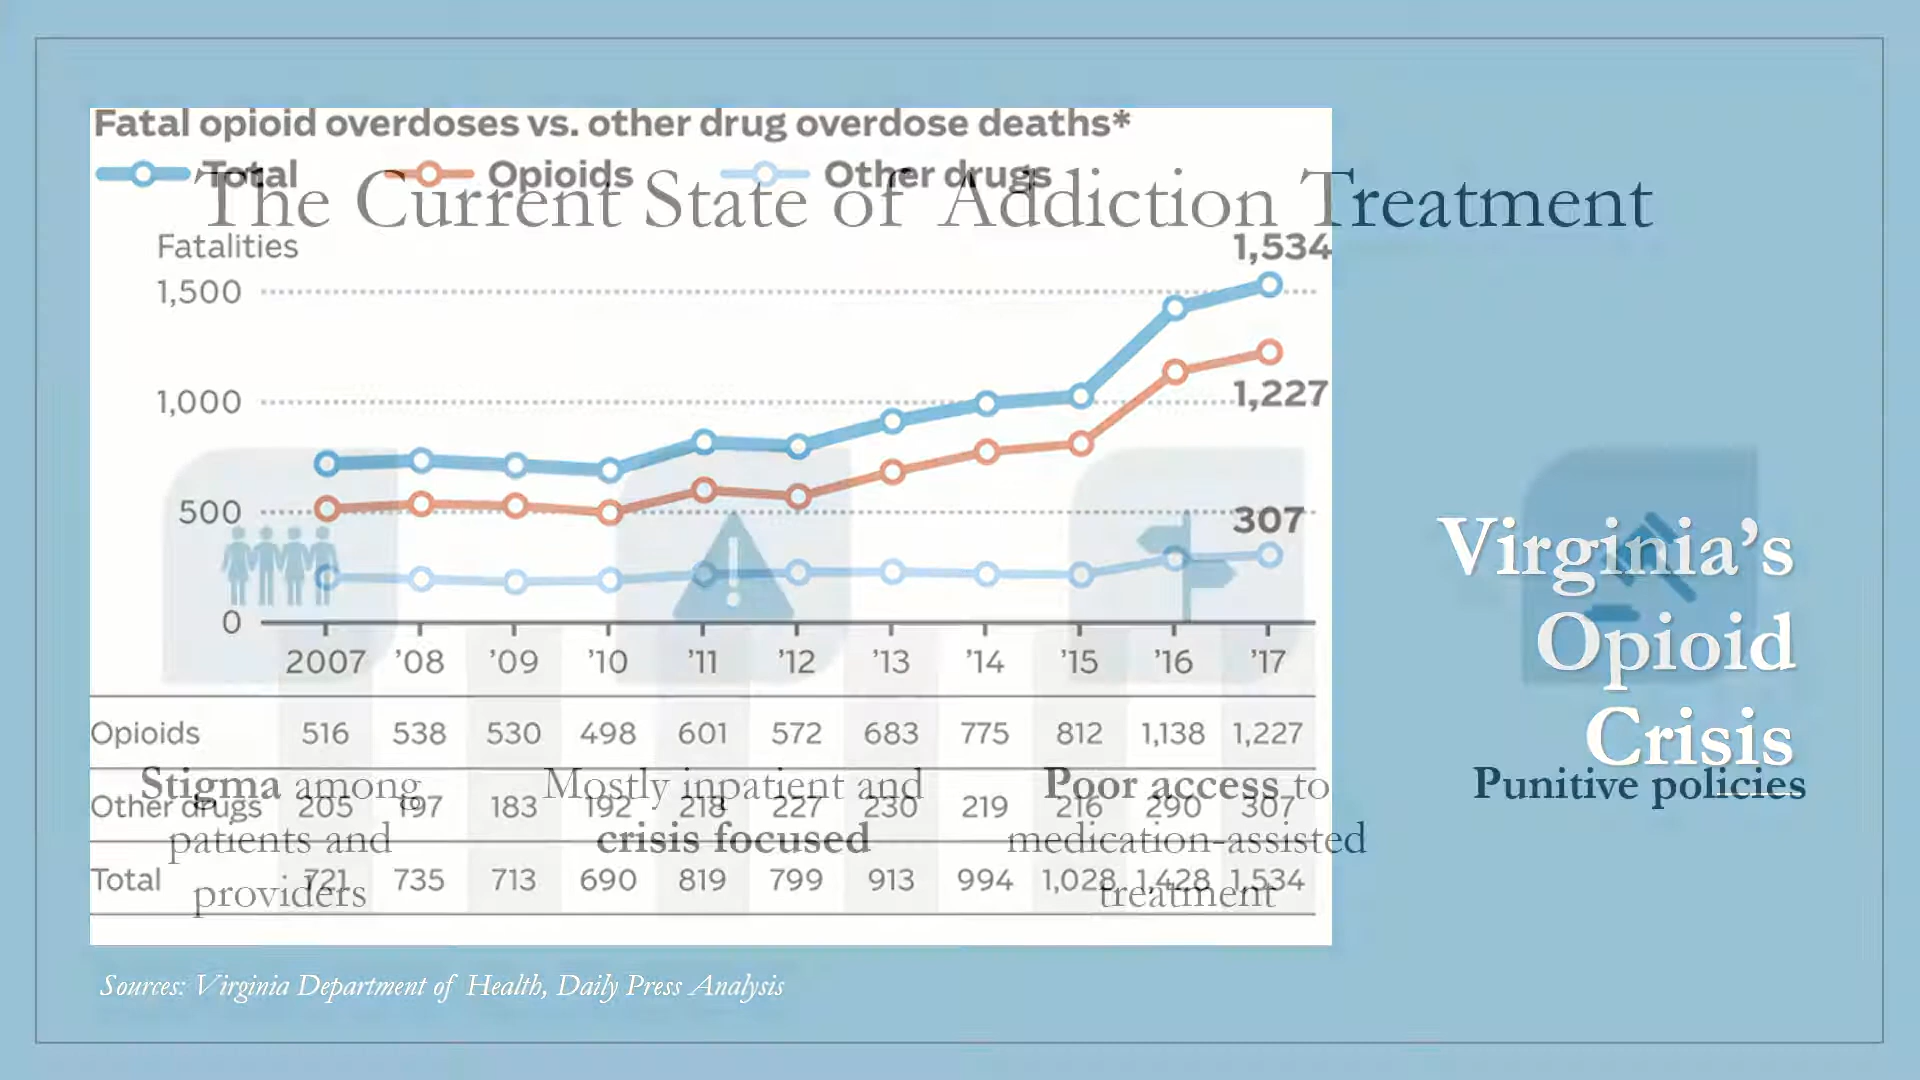 Fatal opioid overdoses vs. other drug overdose deaths*
Total Opioids Other drugs
The Current State of Addiction Treatment
Fatalities
1,534
1,500
1,000
1,227
500
307
0
2007 ’08 ’09 ’10 ’11 ’12 ’13 ’14 ’15 ’16 ’17
Opioids 516 538 530 498 601 572 683 775 812 1,138 1,227
Other drugs 205 197 183 192 218 227 230 219 216 290 307
Total 721 735 713 690 819 799 913 994 1,028 1,428 1,534
Stigma among
patients and
providers
Mostly inpatient and
crisis focused
Poor access to
medication-assisted
treatment
Virginia’s
Opioid
Crisis
Punitive policies
Sources: Virginia Department of Health, Daily Press Analysis